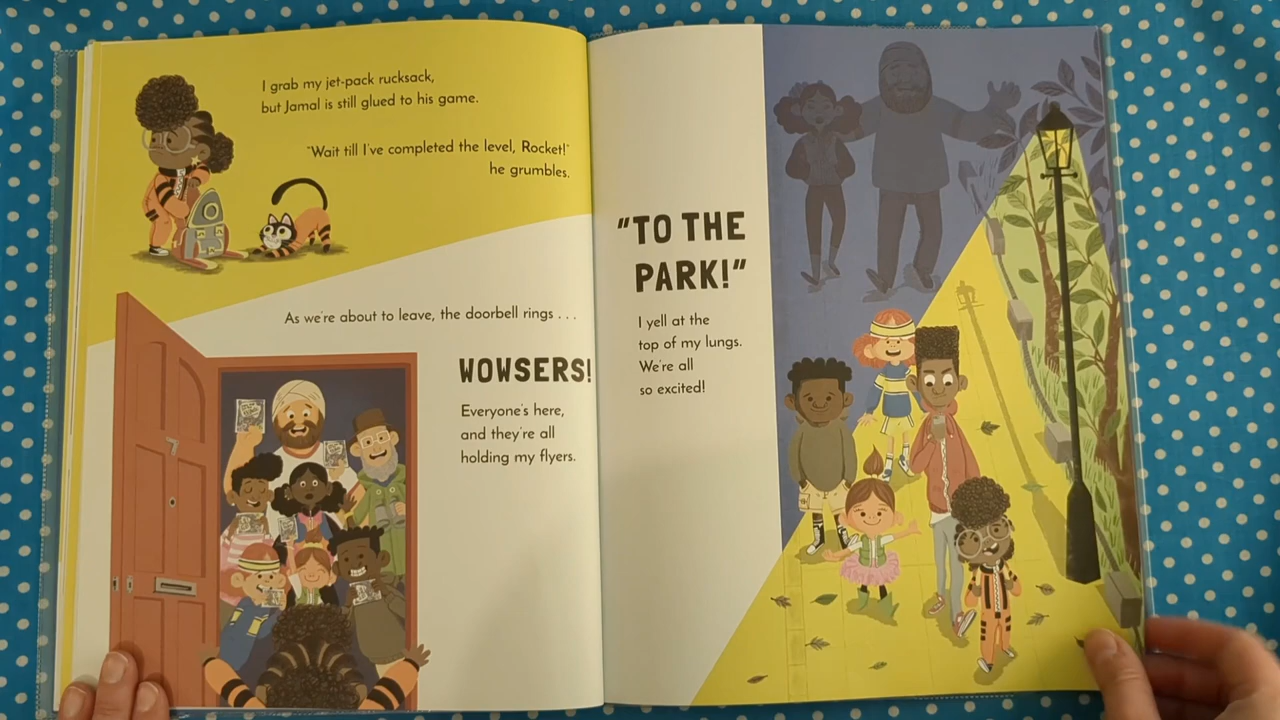 I grab my jet-pack rucksack,
but Jamal is still glued to his game.
"Wait till I've completed the level, Rocket!"
he grumbles.
As we're about to leave, the doorbell rings . . .
WOWSERS!
Everyone's here,
and they're all
holding my flyers.
"TO THE
PARK!"
I yell at the
top of my lungs.
We're all
so excited!